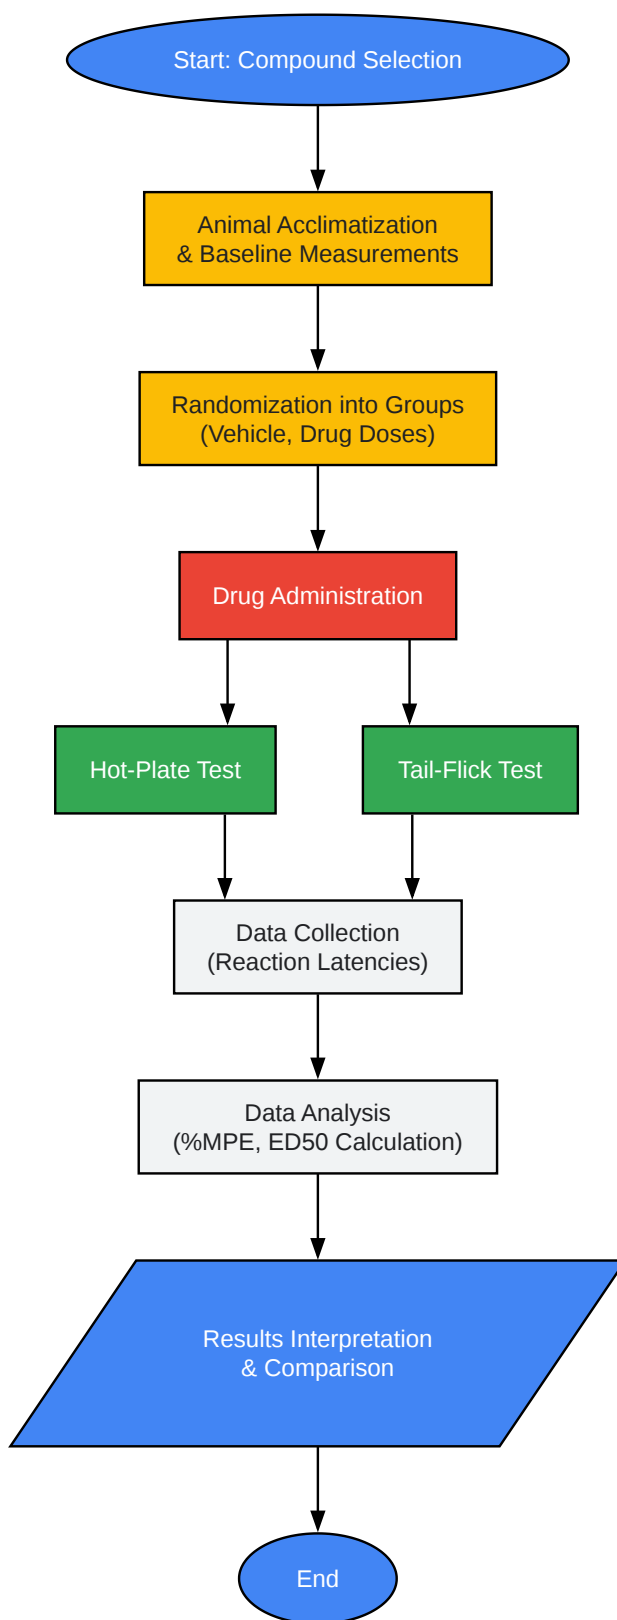 Start: Compound Selection
Animal Acclimatization
& Baseline Measurements
Randomization into Groups
(Vehicle, Drug Doses)
Drug Administration
Hot-Plate Test
Tail-Flick Test
Data Collection
(Reaction Latencies)
Data Analysis
(%MPE, ED50 Calculation)
Results Interpretation
& Comparison
End